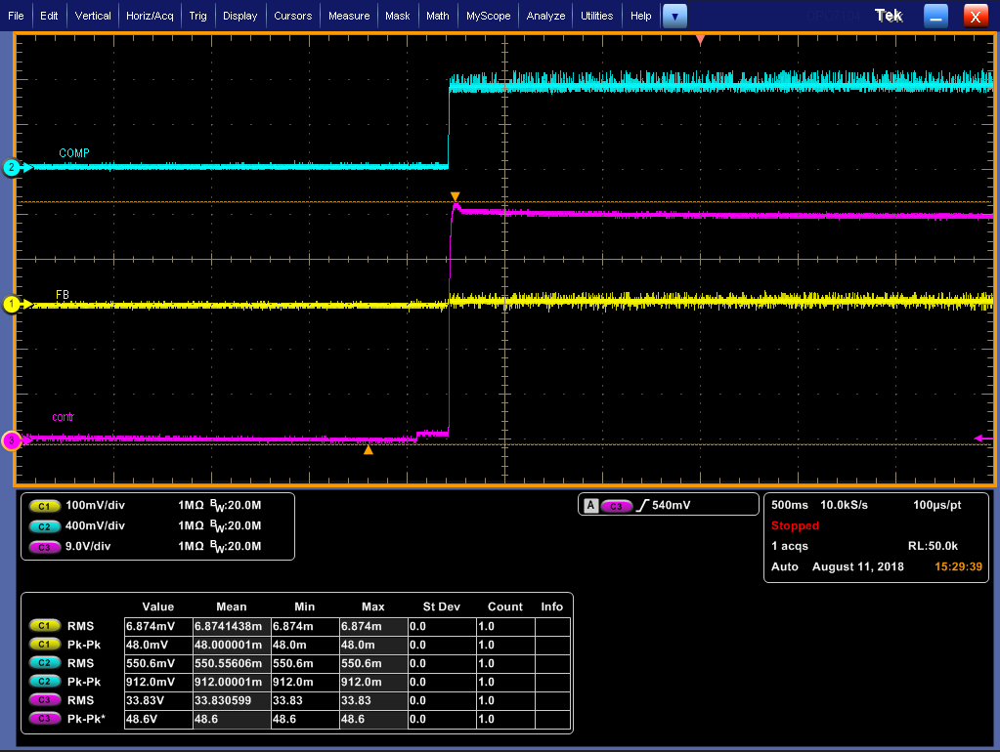 File Edit Vertical Horiz/Acq Trig Display Cursors Measure Mask Math MyScope Analyze Utilities Help Tek X
COMP
2
FB
1
contr
3
C1 100mV/div 1MΩ BW:20.0M
C2 400mV/div 1MΩ BW:20.0M
C3 9.0V/div 1MΩ BW:20.0M
A C3 540mV
500ms 10.0kS/s 100µs/pt
Stopped
1 acqs RL:50.0k
Auto August 11, 2018 15:29:39
Value Mean Min Max St Dev Count Info
C1 RMS 6.874mV 6.8741438m 6.874m 6.874m 0.0 1.0
C1 Pk-Pk 48.0mV 48.000001m 48.0m 48.0m 0.0 1.0
C2 RMS 550.6mV 550.55606m 550.6m 550.6m 0.0 1.0
C2 Pk-Pk 912.0mV 912.00001m 912.0m 912.0m 0.0 1.0
C3 RMS 33.83V 33.830599 33.83 33.83 0.0 1.0
C3 Pk-Pk* 48.6V 48.6 48.6 48.6 0.0 1.0